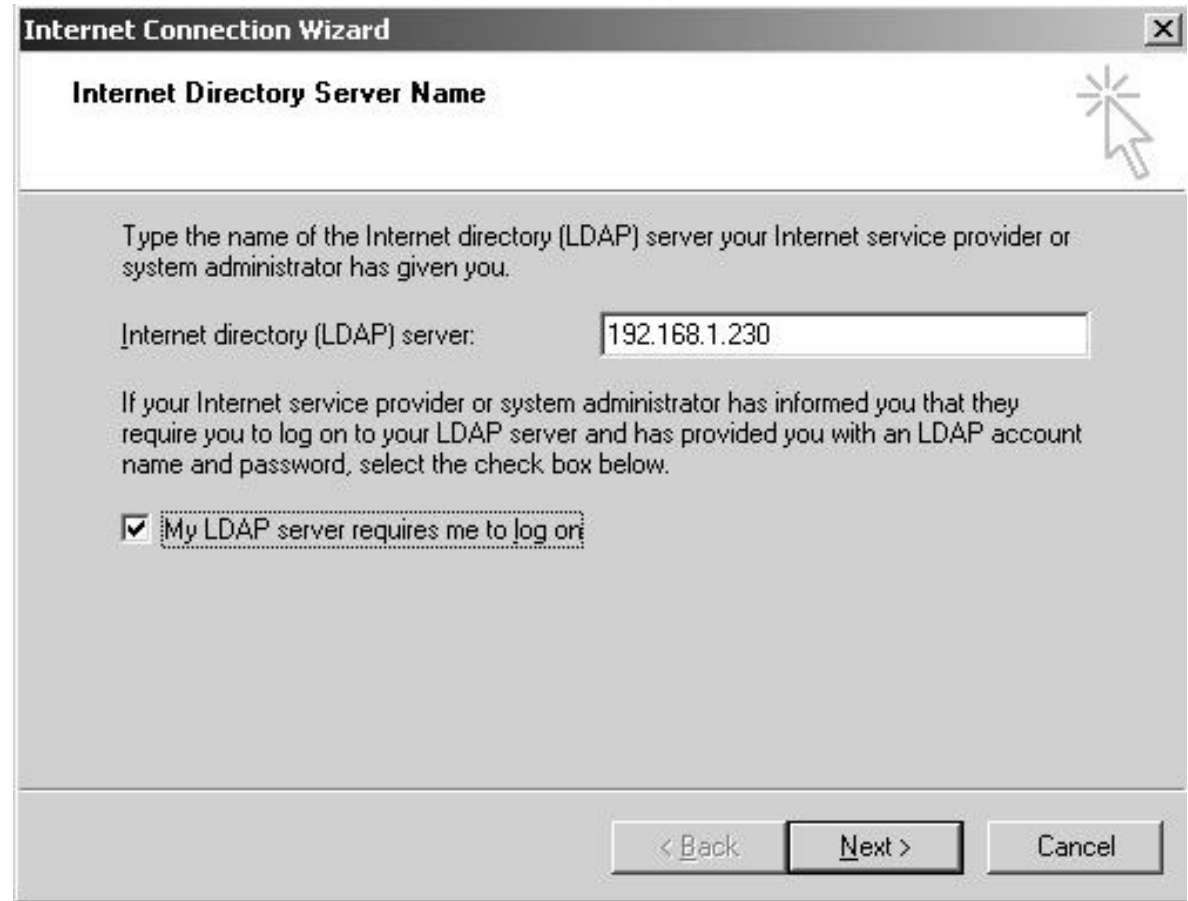 Internet Connection Wizard
Internet Directory Server Name
Type the name of the Internet directory (LDAP) server your Internet service provider or
system administrator has given you.
Internet directory (LDAP) server: 192.168.1.230
If your Internet service provider or system administrator has informed you that they
require you to log on to your LDAP server and has provided you with an LDAP account
name and password, select the check box below.
My LDAP server requires me to log on
< Back Next > Cancel